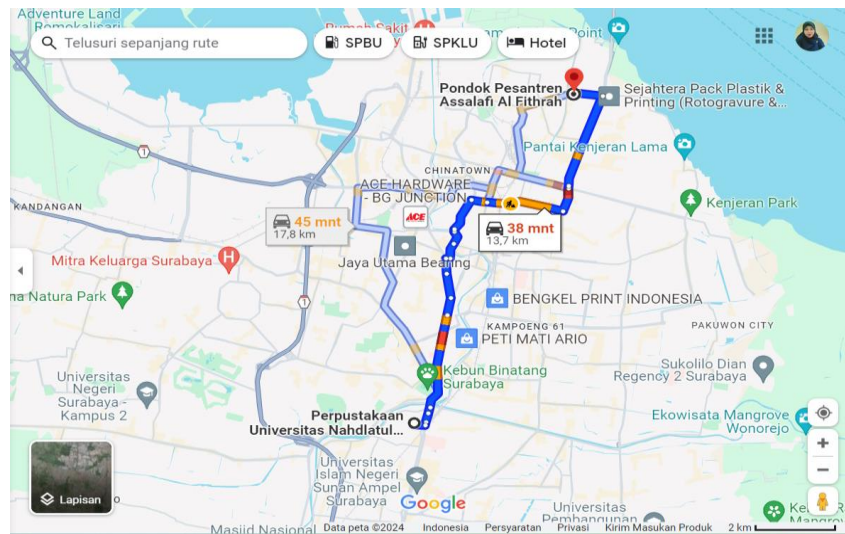 Adventure Land
Romokalisari
Rumah Sakit
Point
Telusuri sepanjang rute
SPBU
SPKLU
Hotel
Pondok Pesantren
Assalafi Al Fithrah
Sejahtera Pack Plastik &
Printing (Rotogravure &...
Pantai Kenjeran Lama
CHINATOWN
ACE HARDWARE
- BG JUNCTION
ACE
Kenjeran Park
KANDANGAN
1
45 mnt
17,8 km
38 mnt
13,7 km
Mitra Keluarga Surabaya
H
Jaya Utama Bearing
na Natura Park
1
BENGKEL PRINT INDONESIA
KAMPOENG 61
PAKUWON CITY
PETI MATI ARIO
Kebun Binatang
Surabaya
Sukolilo Dian
Regency 2 Surabaya
Universitas
Negeri
Surabaya -
Kampus 2
Perpustakaan
Universitas Nahdlatul...
Ekowisata Mangrove
Wonorejo
Universitas
Islam Negeri
Sunan Ampel
Surabaya
Lapisan
Google
Universitas
Pembangunan
Masjid Nasional
Data peta ©2024
Indonesia
Persyaratan
Privasi
Kirim Masukan Produk
2 km